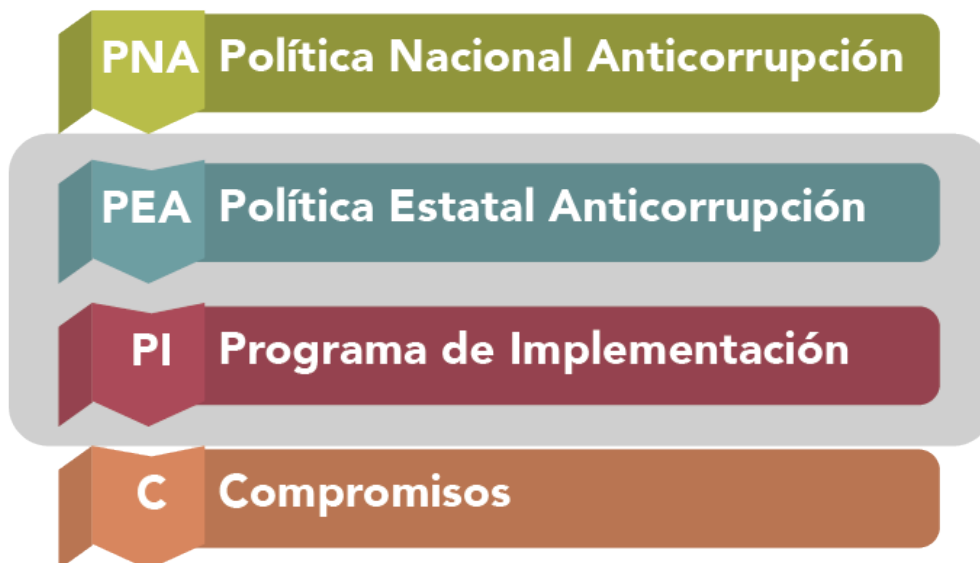 PNA Política Nacional Anticorrupción
PEA Política Estatal Anticorrupción
PI Programa de Implementación
C Compromisos